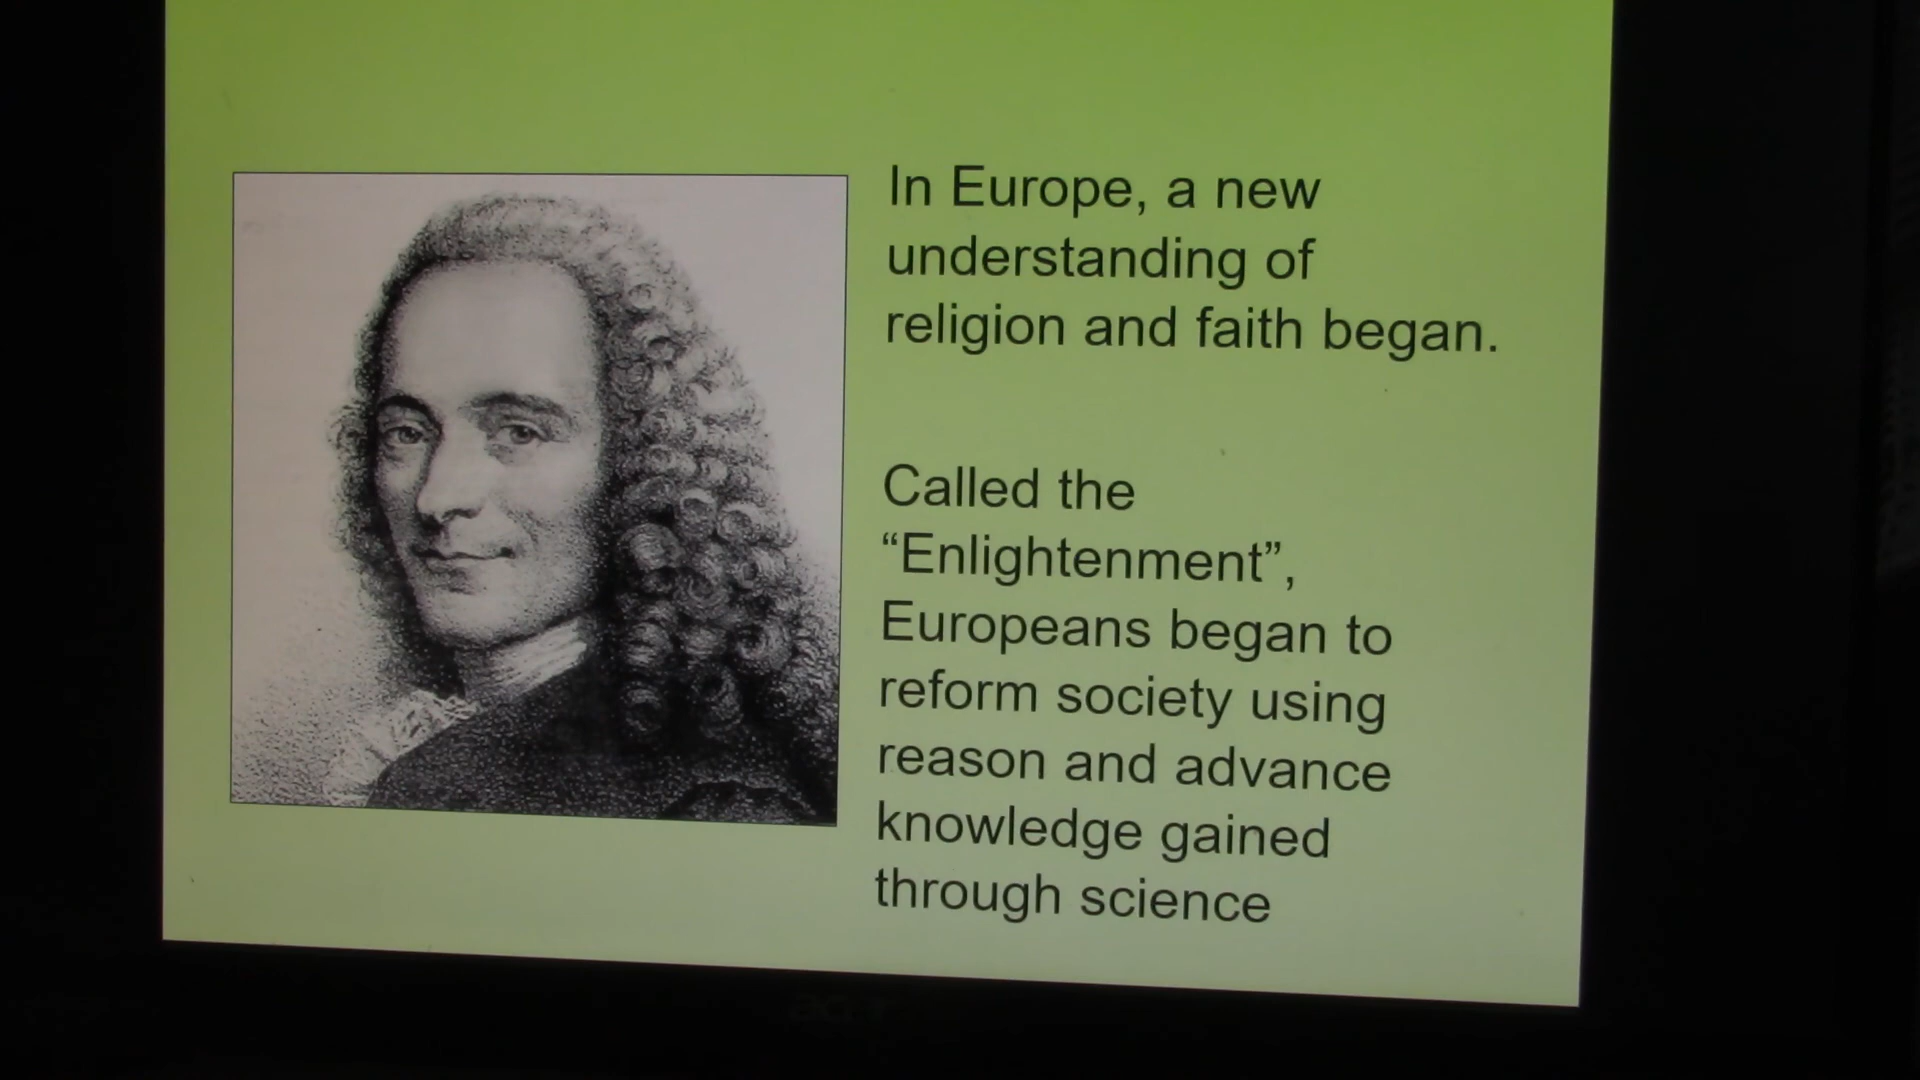 In Europe, a new
understanding of
religion and faith began.
Called the
“Enlightenment”,
Europeans began to
reform society using
reason and advance
knowledge gained
through science
acer